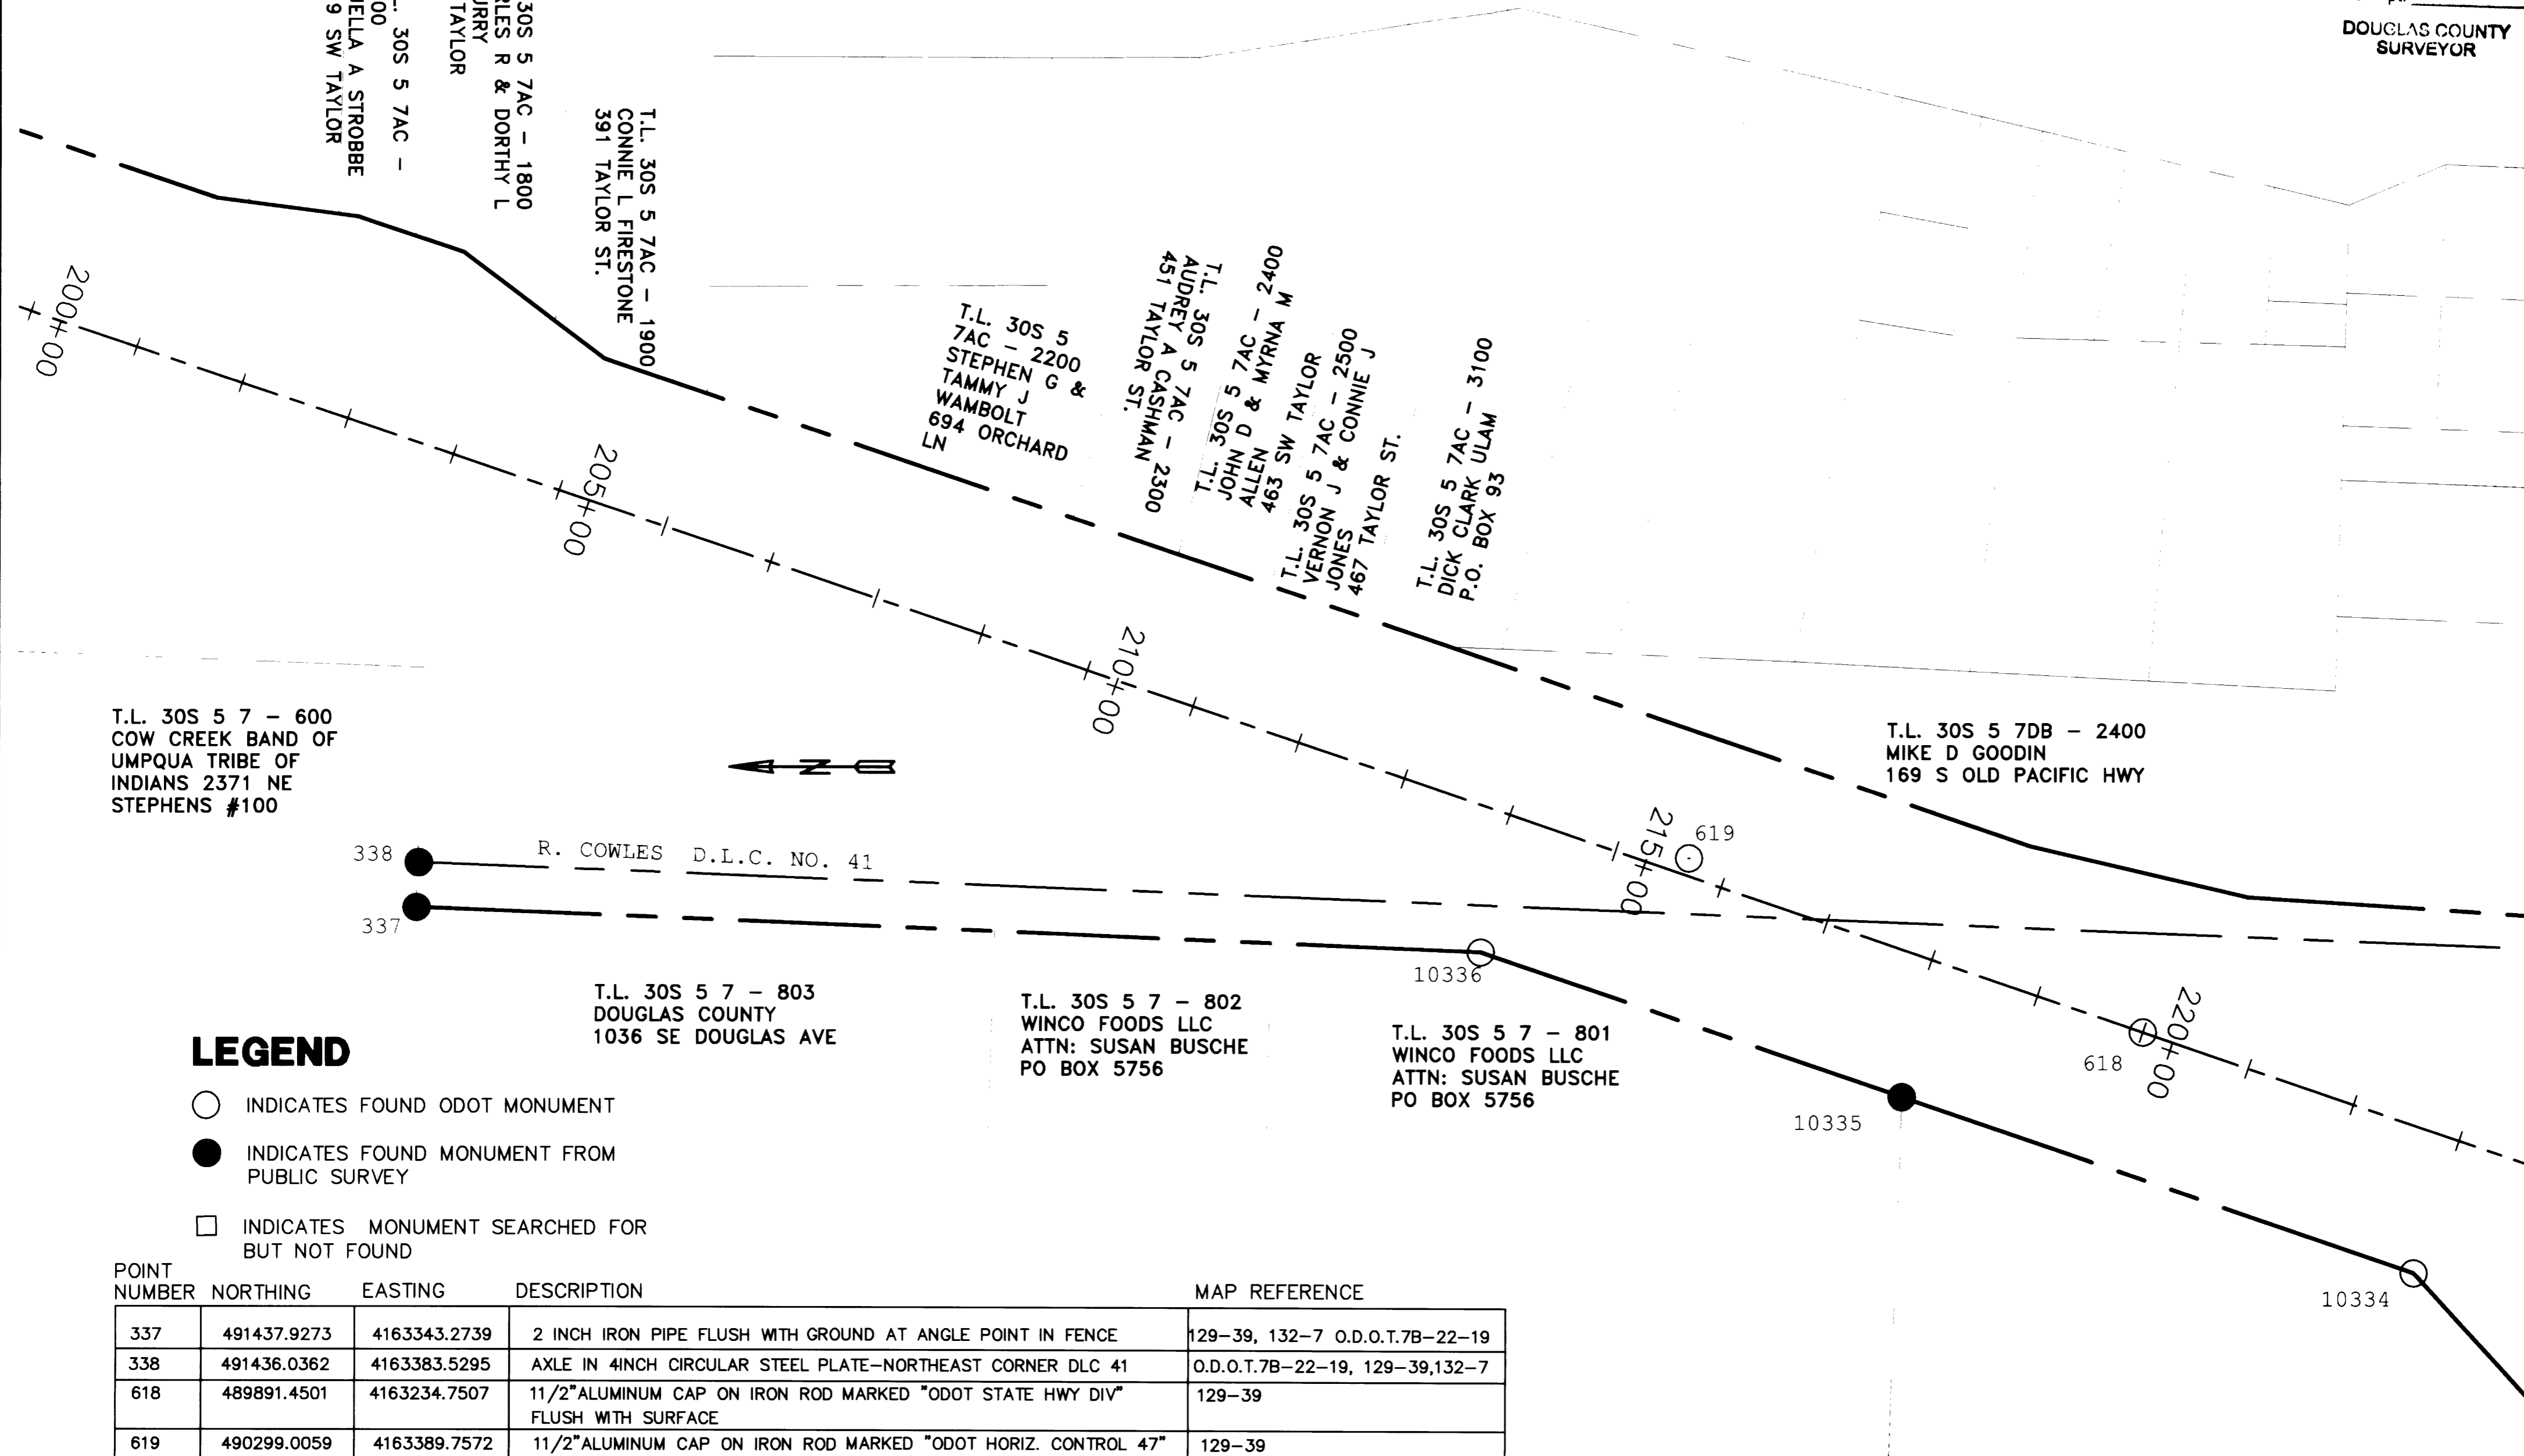 DOUGLAS COUNTY
SURVEYOR
30S 5 7AC -
ELLA A STROBBE
9 SW TAYLOR
30S 5 7AC - 1800
R & DORTHY L
TAYLOR
T.L. 30S 5 7AC - 1900
CONNIE L FIRESTONE
391 TAYLOR ST.
T.L. 30S 5
7AC - 2200
STEPHEN G &
TAMMY J
WAMBOLT
694 ORCHARD
LN
T.L. 30S 5 7AC - 2300
AUDREY A CASHMAN
451 TAYLOR ST.
T.L. 30S 5 7AC - 2400
JOHN D & MYRNA M
ALLEN
463 SW TAYLOR
T.L. 30S 5 7AC - 2500
VERNON J & CONNIE J
JONES
467 TAYLOR ST.
T.L. 30S 5 7AC - 3100
DICK CLARK ULAM
P.O. BOX 93
200+00
205+00
210+00
215+00
220+00
T.L. 30S 5 7 - 600
COW CREEK BAND OF
UMPQUA TRIBE OF
INDIANS 2371 NE
STEPHENS #100
N
T.L. 30S 5 7DB - 2400
MIKE D GOODIN
169 S OLD PACIFIC HWY
619
338
R. COWLES D.L.C. NO. 41
337
10336
618
10335
10334
T.L. 30S 5 7 - 803
DOUGLAS COUNTY
1036 SE DOUGLAS AVE
T.L. 30S 5 7 - 802
WINCO FOODS LLC
ATTN: SUSAN BUSCHE
PO BOX 5756
T.L. 30S 5 7 - 801
WINCO FOODS LLC
ATTN: SUSAN BUSCHE
PO BOX 5756
LEGEND
INDICATES FOUND ODOT MONUMENT
INDICATES FOUND MONUMENT FROM
PUBLIC SURVEY
INDICATES MONUMENT SEARCHED FOR
BUT NOT FOUND
POINT
NUMBER NORTHING EASTING DESCRIPTION MAP REFERENCE
337 491437.9273 4163343.2739 2 INCH IRON PIPE FLUSH WITH GROUND AT ANGLE POINT IN FENCE 129-39, 132-7 O.D.O.T.7B-22-19
338 491436.0362 4163383.5295 AXLE IN 4INCH CIRCULAR STEEL PLATE-NORTHEAST CORNER DLC 41 O.D.O.T.7B-22-19, 129-39,132-7
618 489891.4501 4163234.7507 11/2"ALUMINUM CAP ON IRON ROD MARKED "ODOT STATE HWY DIV" 129-39
FLUSH WITH SURFACE
619 490299.0059 4163389.7572 11/2"ALUMINUM CAP ON IRON ROD MARKED "ODOT HORIZ. CONTROL 47" 129-39